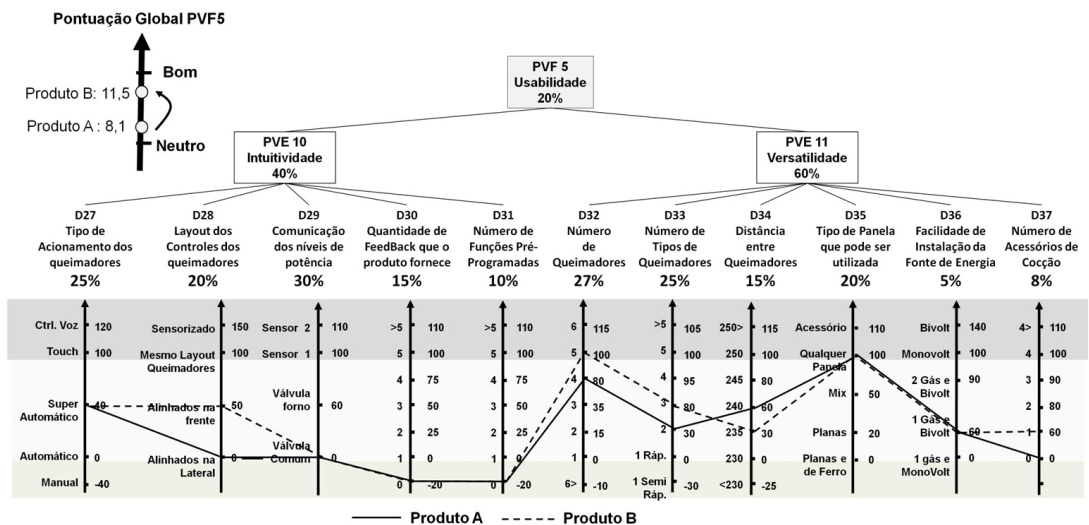 Pontuação Global PVF5
Bom
Produto B: 11,5
Produto A : 8,1
Neutro
PVF 5
Usabilidade
20%
PVE 10
Intuitividade
40%
PVE 11
Versatilidade
60%
D27
Tipo de
Acionamento dos
queimadores
25%
D28
Layout dos
Controles dos
queimadores
20%
D29
Comunicação
dos níveis de
potência
30%
D30
Quantidade de
FeedBack que o
produto fornece
15%
D31
Número de
Funções Pré-
Programadas
10%
D32
Número
de
Queimadores
27%
D33
Número de
Tipos de
Queimadores
25%
D34
Distância
entre
Queimadores
15%
D35
Tipo de Panela
que pode ser
utilizada
20%
D36
Facilidade de
Instalação da
Fonte de Energia
5%
D37
Número de
Acessórios de
Cocção
8%
Ctrl. Voz 120
Touch 100
Super
Automático
40
Automático 0
Manual -40
Sensorizado 150
Mesmo Layout
Queimadores
100
Alinhados na
frente
50
Alinhados na
Lateral
0
Sensor 2 110
Sensor 1 100
Válvula
forno
60
Válvula
Comum
0
>5 110
5 100
4 75
3 50
2 25
1 0
0 -20
>5 110
5 100
4 75
3 50
2 25
1 0
0 -20
6 115
5 100
4 80
3 35
2 15
1 0
6> -10
>5 105
5 100
4 95
3 80
2 30
1 Ráp. 0
1 Semi
Ráp.
-30
250> 115
250 100
245 80
240 60
235 30
230 0
<230 -25
Acessório 110
Qualquer
Panela
100
Mix 50
Planas 20
Planas e
de Ferro
0
Bivolt 140
Monovolt 100
2 Gás e
Bivolt
90
1 Gás e
Bivolt
60
1 gás e
MonoVolt
0
4> 110
4 100
3 90
2 80
1 60
0 0
Produto A
Produto B